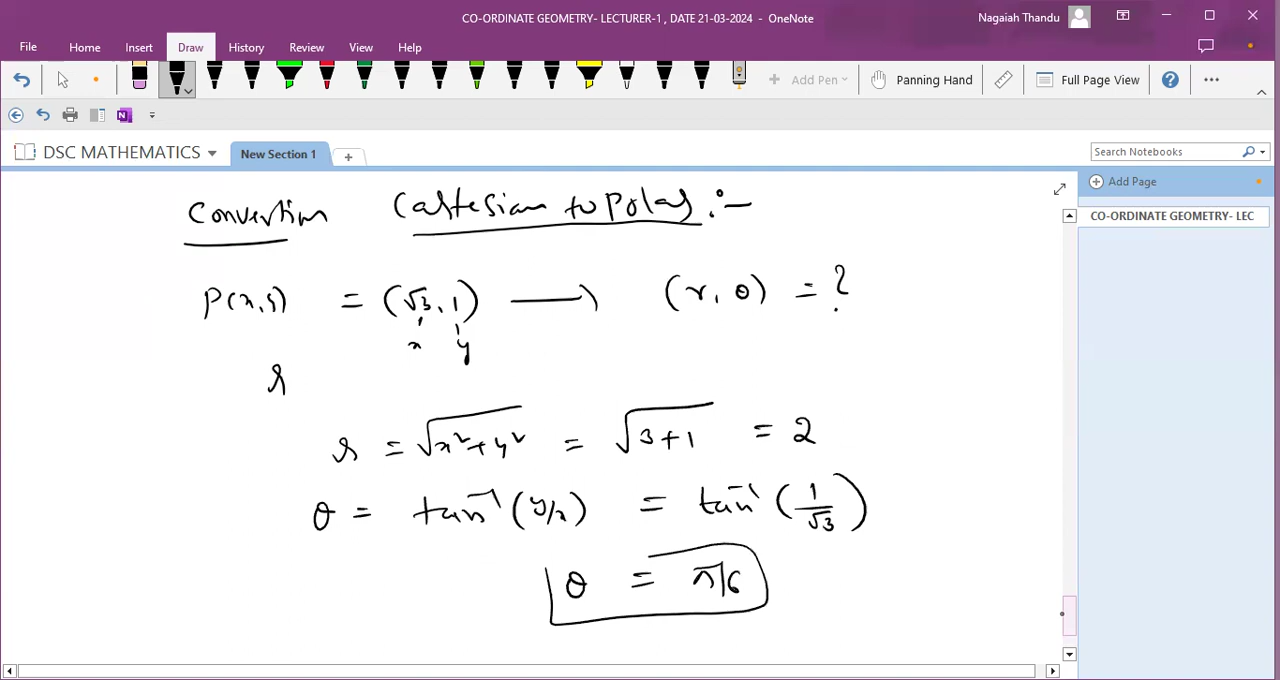 CO-ORDINATE GEOMETRY- LECTURER-1 , DATE 21-03-2024 - OneNote
Nagaiah Thandu
File Home Insert Draw History Review View Help
Add Pen Panning Hand Full Page View
DSC MATHEMATICS New Section 1 Search Notebooks
Add Page
CO-ORDINATE GEOMETRY- LEC
Convertion Cartesian to Polar :-
P(x,y) = (√3, 1) → (r, θ) = ?
x y
r
r = √x²+y² = √3+1 = 2
θ = tan⁻¹(y/x) = tan⁻¹(1/√3)
θ = π/6